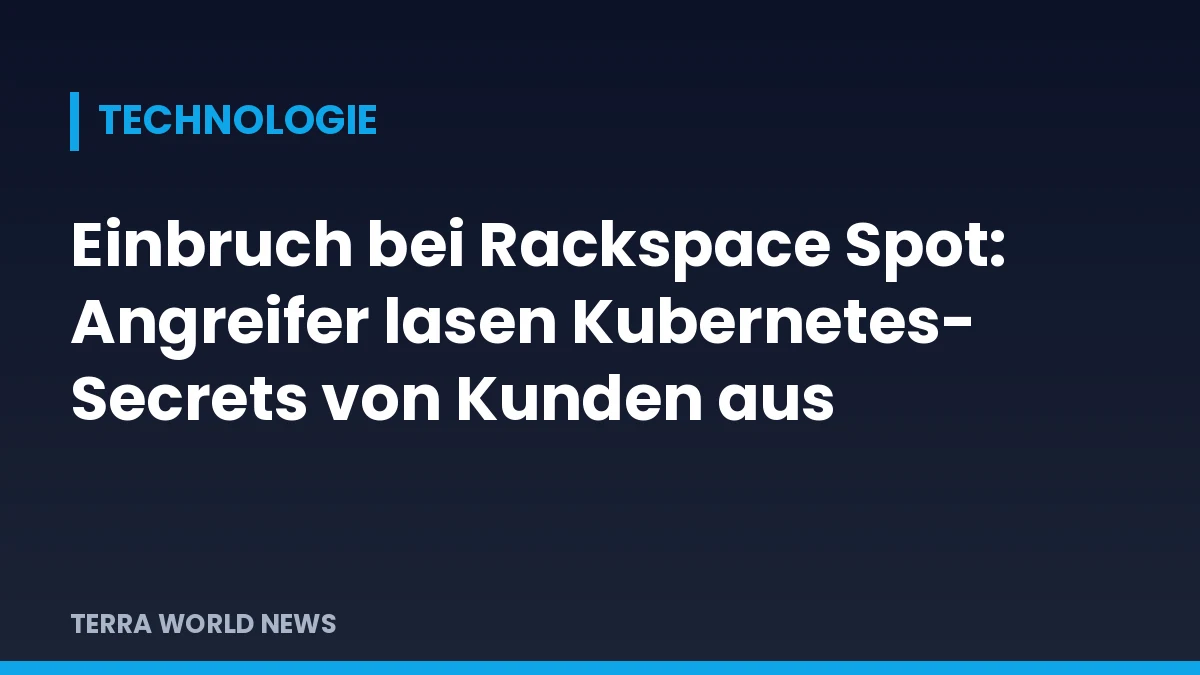 TECHNOLOGIE
Einbruch bei Rackspace Spot:
Angreifer lasen Kubernetes-
Secrets von Kunden aus
TERRA WORLD NEWS